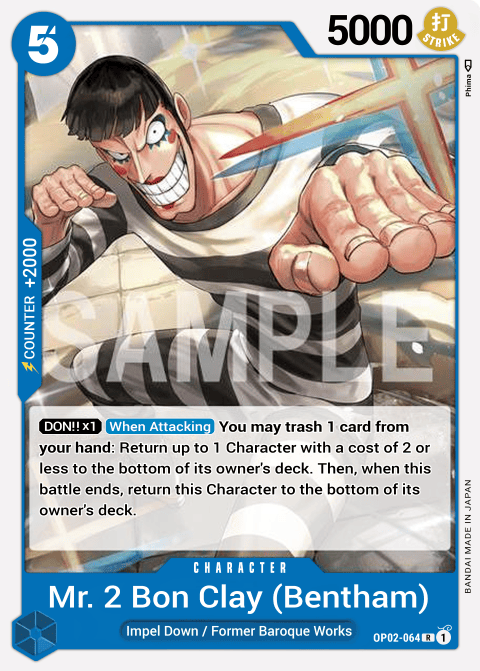 5
5000
打
STRIKE
Phima
COUNTER +2000
SAMPLE
DON!! x1 When Attacking You may trash 1 card from
your hand: Return up to 1 Character with a cost of 2 or
less to the bottom of its owner's deck. Then, when this
battle ends, return this Character to the bottom of its
owner's deck.
BANDAI MADE IN JAPAN
CHARACTER
Mr. 2 Bon Clay (Bentham)
Impel Down / Former Baroque Works
OP02-064 R 1